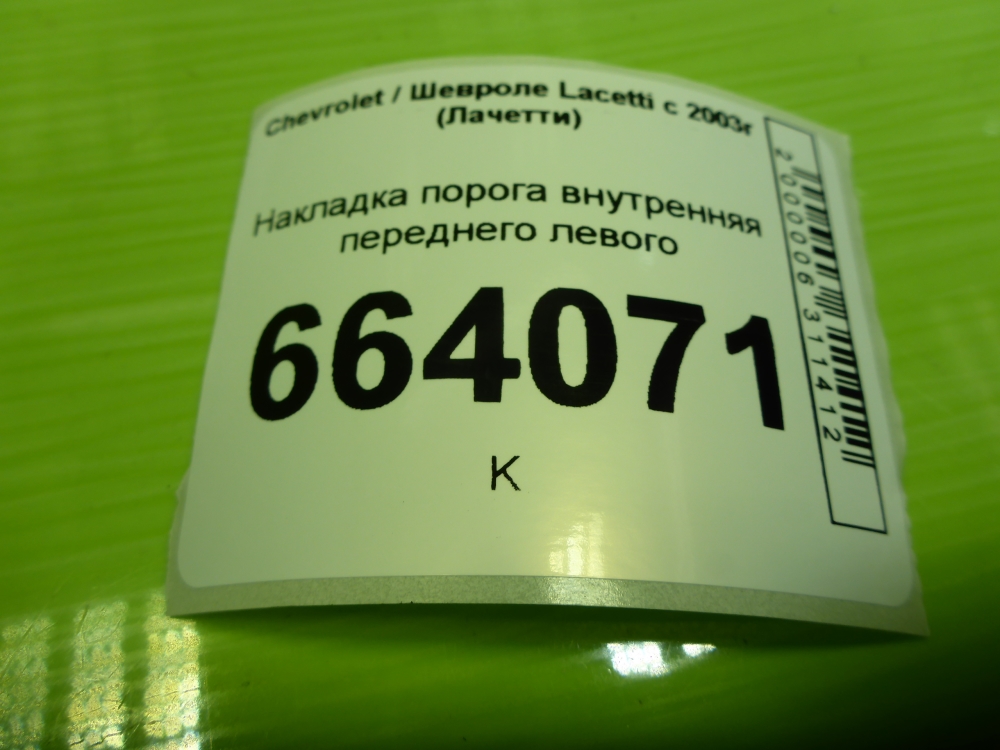 Chevrolet / Шевроле Lacetti с 2003г
(Лачетти)
Накладка порога внутренняя
переднего левого
664071
К
2000006311412